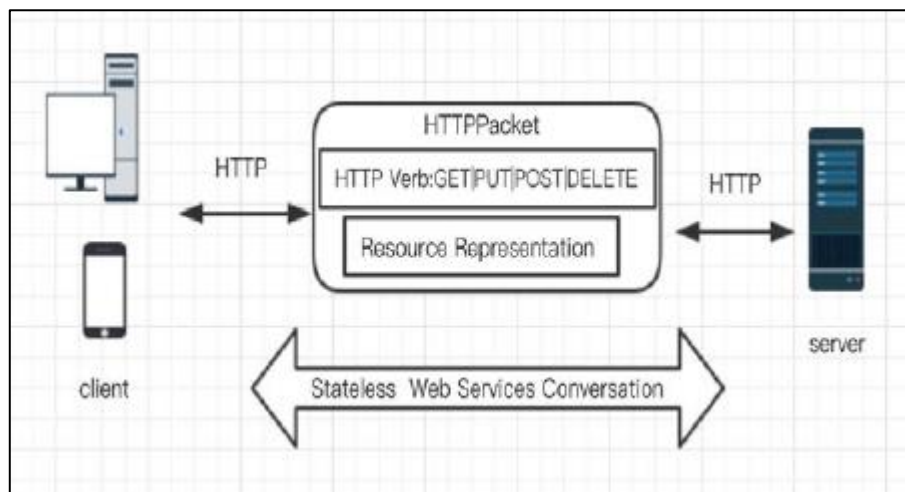 HTTPPacket
HTTP
HTTP Verb:GET|PUT|POST|DELETE
HTTP
Resource Representation
server
client
Stateless Web Services Conversation